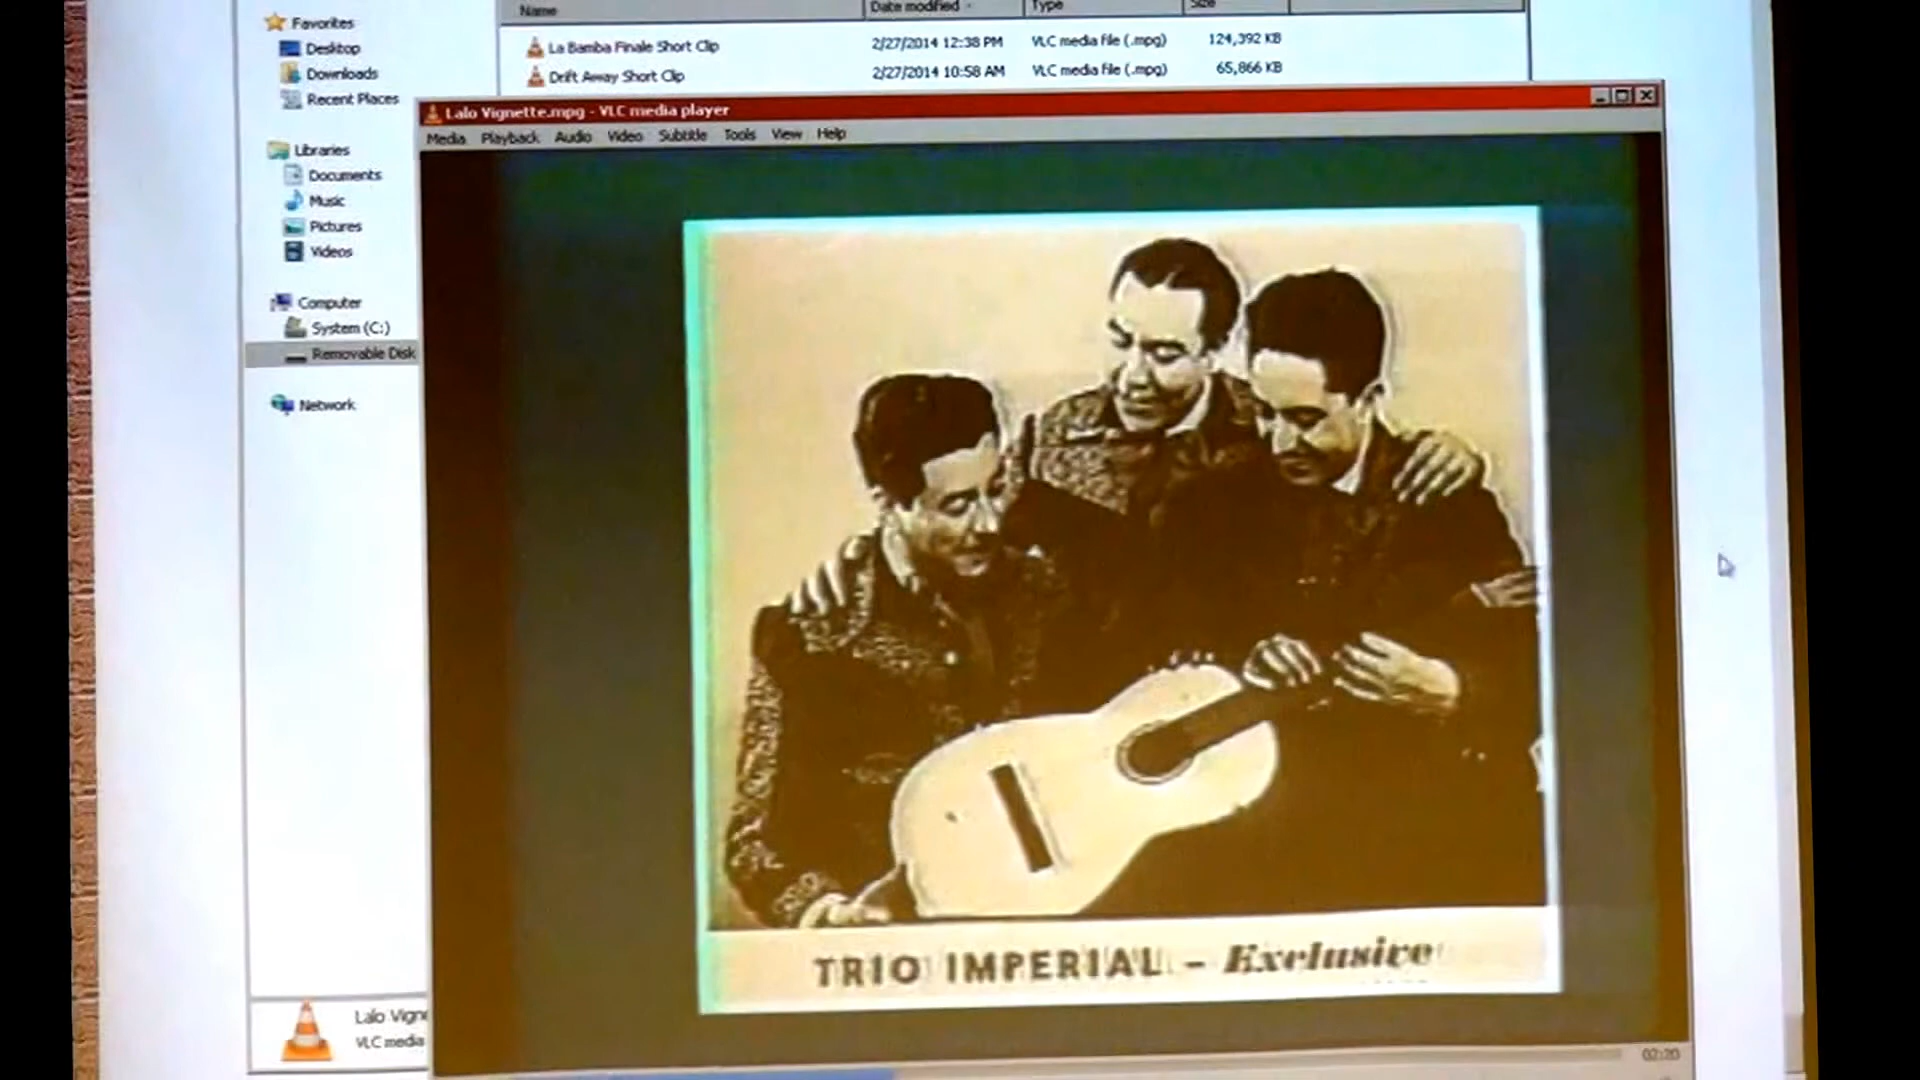 Favorites
Desktop
Downloads
Recent Places
Libraries
Documents
Music
Pictures
Videos
Computer
System (C:)
Removable Disk
Network
Name Date modified Type Size
La Bamba Finale Short Clip 2/27/2014 12:38 PM VLC media file (.mpg) 124,392 KB
Drift Away Short Clip 2/27/2014 10:58 AM VLC media file (.mpg) 65,866 KB
Lalo Vignette.mpg - VLC media player
Media Playback Audio Video Subtitle Tools View Help
TRIO IMPERIAL - Exclusive
Lalo Vign
VLC media
02:20